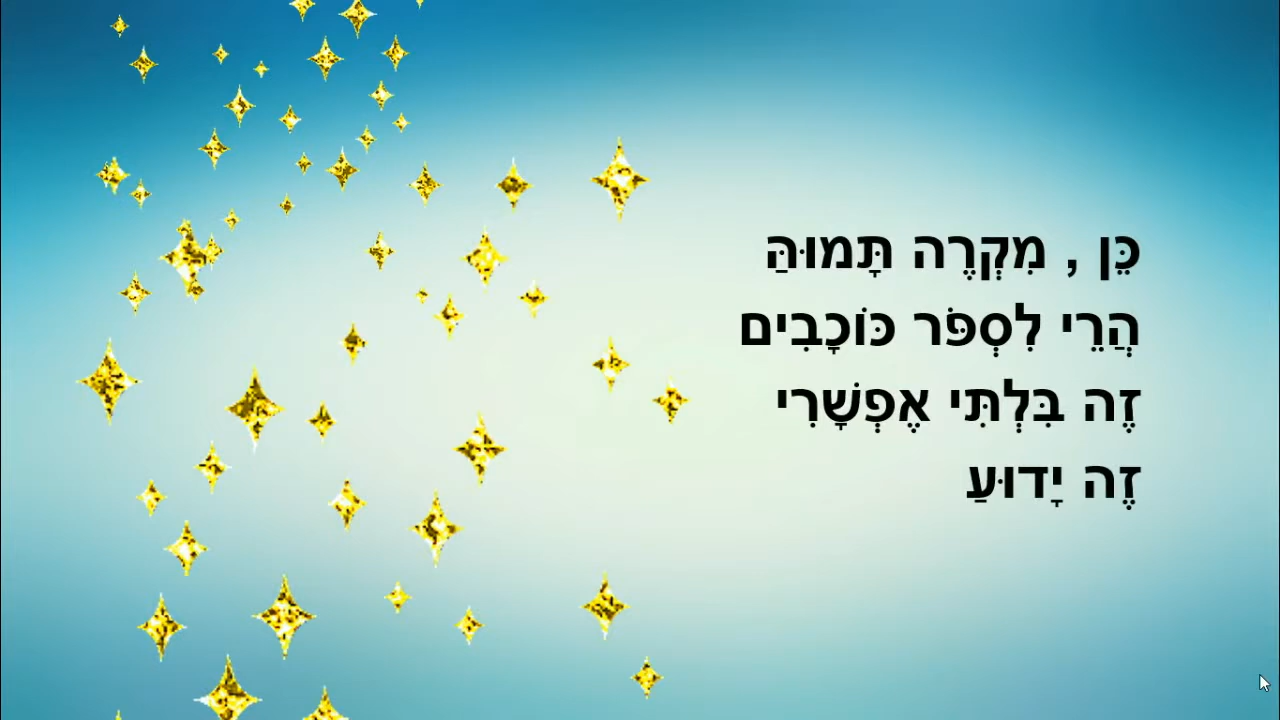 כֵּן , מִקְרֶה תָּמוּהַּ
הֲרֵי לִסְפֹּר כּוֹכָבִים
זֶה בִּלְתִּי אֶפְשָׁרִי
זֶה יָדוּעַ